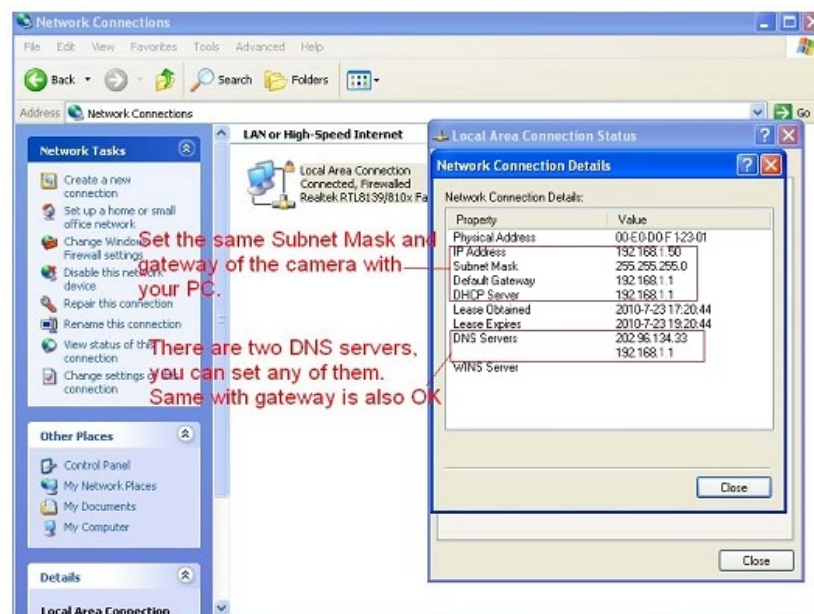 Network Connections
File Edit View Favorites Tools Advanced Help
Back Search Folders
Address Network Connections Go
Network Tasks
Create a new
connection
Set up a home or small
office network
Change Windows
Firewall settings
Disable this network
device
Repair this connection
Rename this connection
View status of this
connection
Change settings of this
connection
Other Places
Control Panel
My Network Places
My Documents
My Computer
Details
Local Area Connection
LAN or High-Speed Internet
Local Area Connection
Connected, Firewalled
Realtek RTL8139/810x Fa
Set the same Subnet Mask and
gateway of the camera with
your PC.
There are two DNS servers,
you can set any of them.
Same with gateway is also OK
Local Area Connection Status
Network Connection Details
Network Connection Details:
Property Value
Physical Address 00-E0-D0-F1-23-01
IP Address 192.168.1.50
Subnet Mask 255.255.255.0
Default Gateway 192.168.1.1
DHCP Server 192.168.1.1
Lease Obtained 2010-7-23 17:20:44
Lease Expires 2010-7-23 19:20:44
DNS Servers 202.96.134.33
192.168.1.1
WINS Server
Close
Close